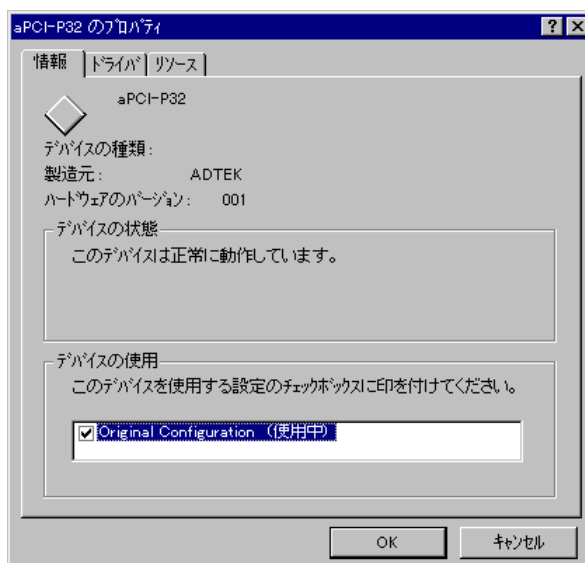 aPCI-P32 のﾌﾟﾛﾊﾟﾃｨ
情報 ﾄﾞﾗｲﾊﾞ ﾘｿｰｽ
aPCI-P32
ﾃﾞﾊﾞｲｽの種類:
製造元: ADTEK
ﾊｰﾄﾞｳｪｱのﾊﾞｰｼﾞｮﾝ: 001
ﾃﾞﾊﾞｲｽの状態
このﾃﾞﾊﾞｲｽは正常に動作しています。
ﾃﾞﾊﾞｲｽの使用
このﾃﾞﾊﾞｲｽを使用する設定のﾁｪｯｸﾎﾞｯｸｽに印を付けてください。
Original Configuration （使用中）
OK ｷｬﾝｾﾙ